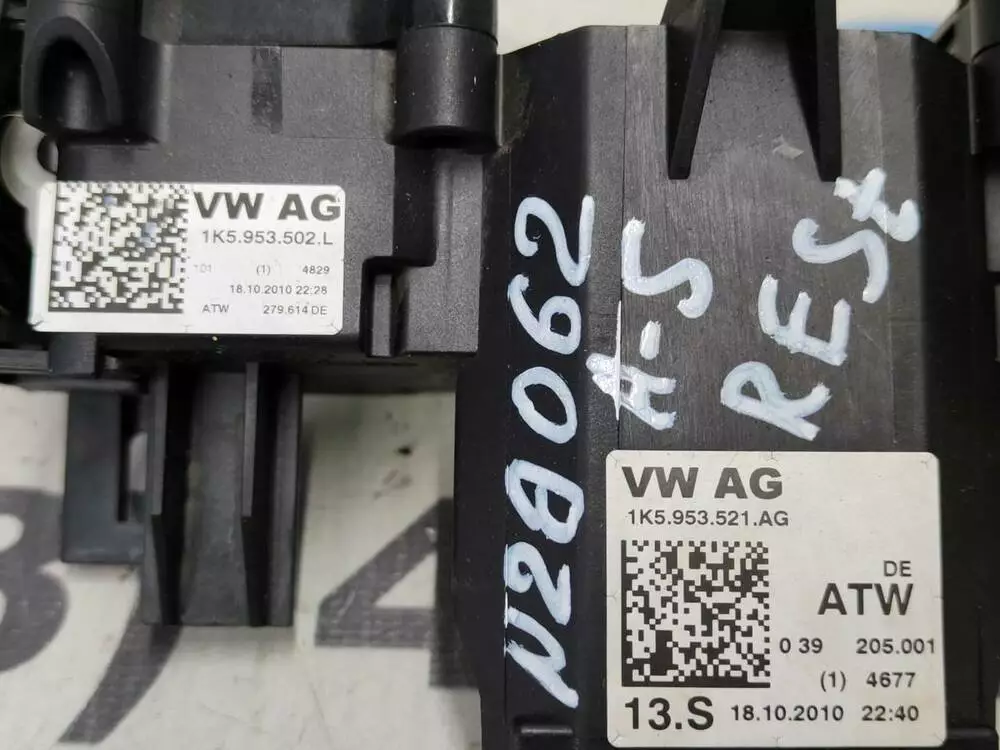 VW AG
1K5.953.502.L
101 (1) 4829
18.10.2010 22:28
ATW 279.614 DE
N28062
A-5
REST
VW AG
1K5.953.521.AG
DE
ATW
0 39 205.001
(1) 4677
13.S 18.10.2010 22:40